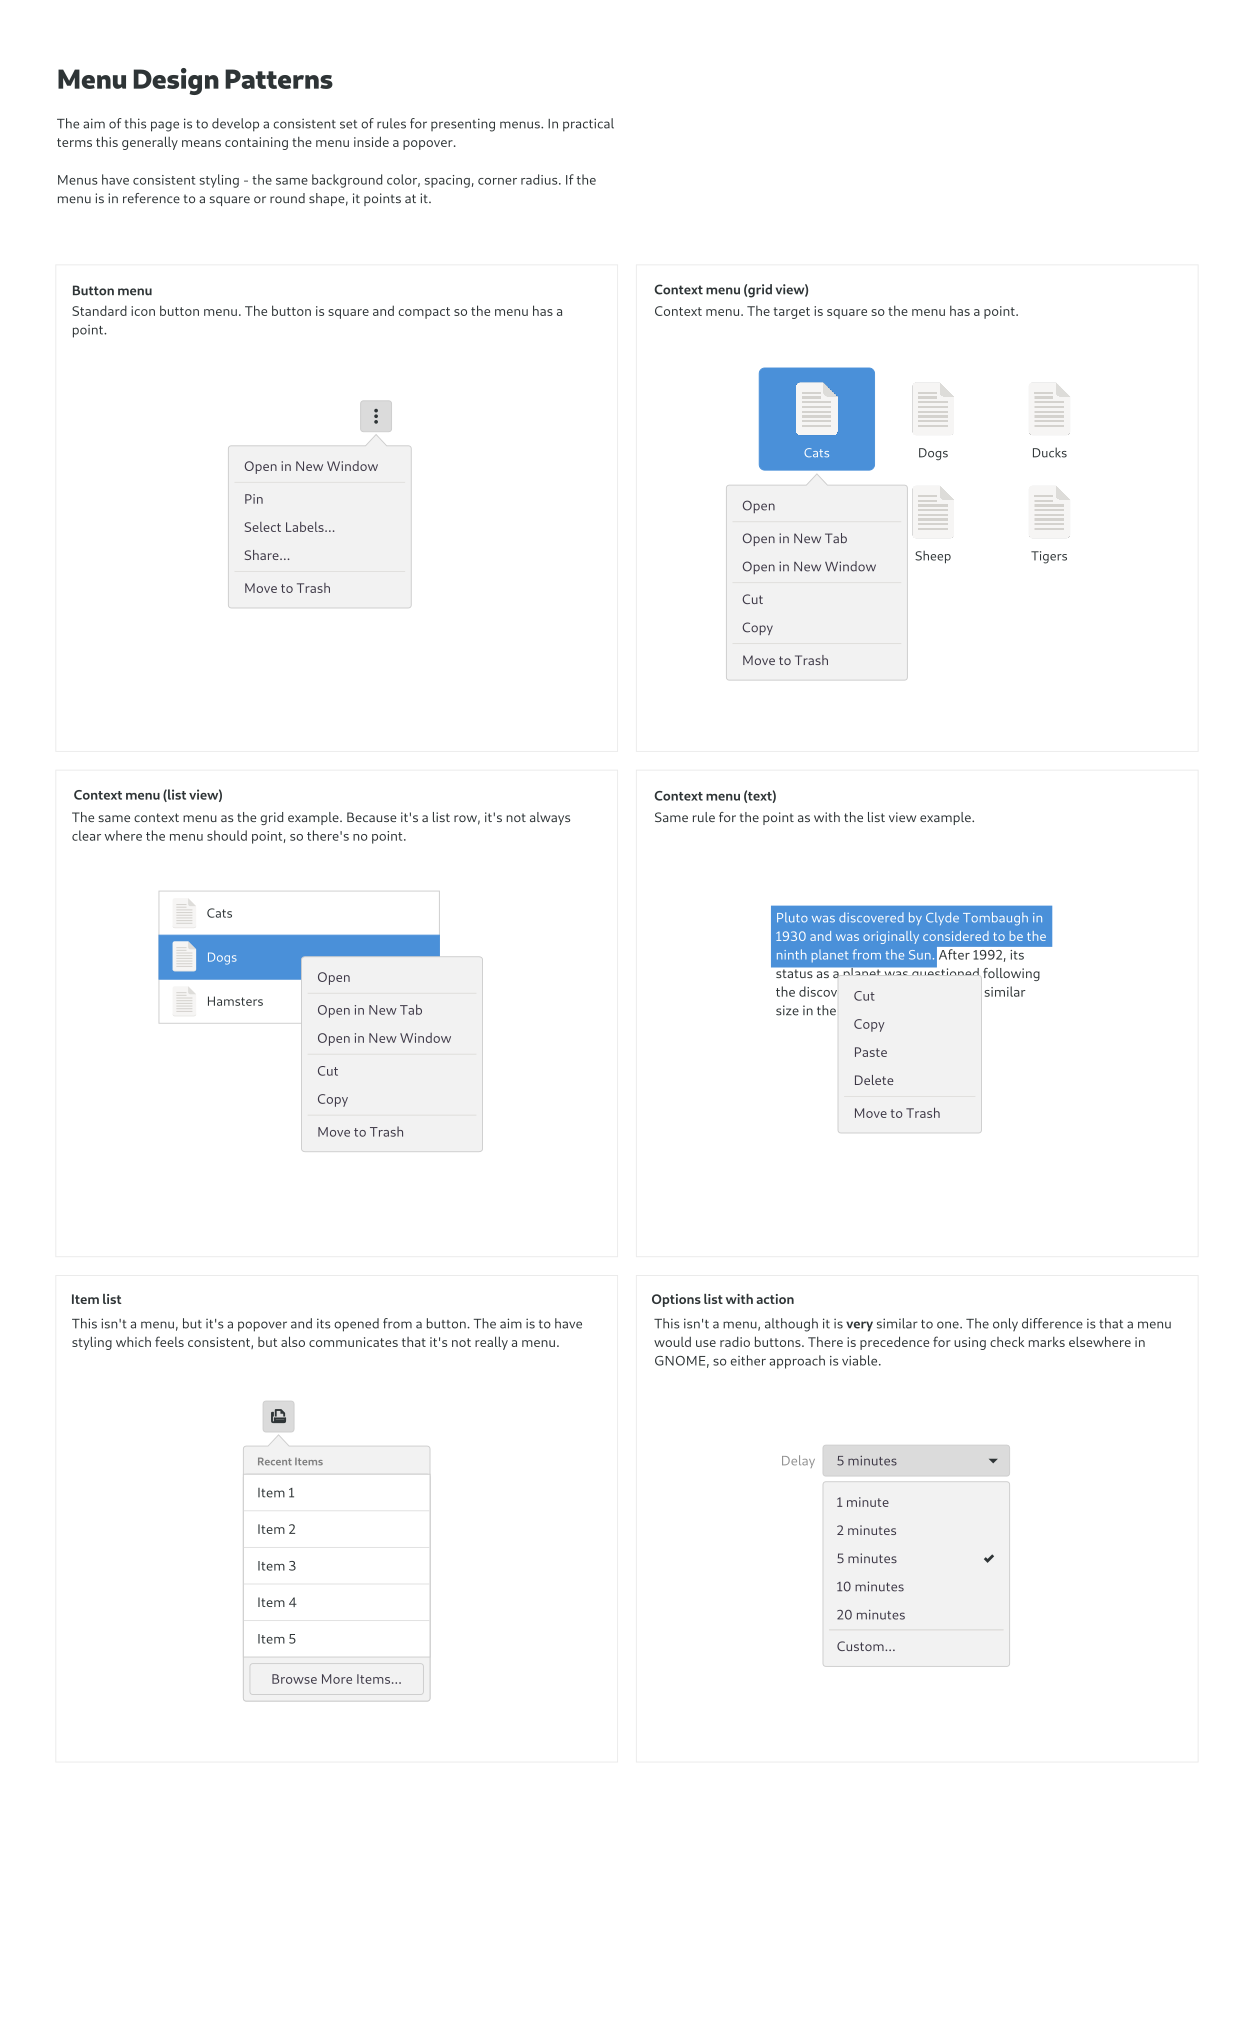 Menu Design Patterns
The aim of this page is to develop a consistent set of rules for presenting menus. In practical
terms this generally means containing the menu inside a popover.
Menus have consistent styling - the same background color, spacing, corner radius. If the
menu is in reference to a square or round shape, it points at it.
Button menu
Standard icon button menu. The button is square and compact so the menu has a
point.
Open in New Window
Pin
Select Labels...
Share...
Move to Trash
Context menu (grid view)
Context menu. The target is square so the menu has a point.
Cats
Dogs
Ducks
Sheep
Tigers
Open
Open in New Tab
Open in New Window
Cut
Copy
Move to Trash
Context menu (list view)
The same context menu as the grid example. Because it's a list row, it's not always
clear where the menu should point, so there's no point.
Cats
Dogs
Hamsters
Open
Open in New Tab
Open in New Window
Cut
Copy
Move to Trash
Context menu (text)
Same rule for the point as with the list view example.
Pluto was discovered by Clyde Tombaugh in
1930 and was originally considered to be the
ninth planet from the Sun. After 1992, its
status as a planet was questioned following
the discov similar
size in the
Cut
Copy
Paste
Delete
Move to Trash
Item list
This isn't a menu, but it's a popover and its opened from a button. The aim is to have
styling which feels consistent, but also communicates that it's not really a menu.
Recent Items
Item 1
Item 2
Item 3
Item 4
Item 5
Browse More Items...
Options list with action
This isn't a menu, although it is very similar to one. The only difference is that a menu
would use radio buttons. There is precedence for using check marks elsewhere in
GNOME, so either approach is viable.
Delay 5 minutes
1 minute
2 minutes
5 minutes
10 minutes
20 minutes
Custom...